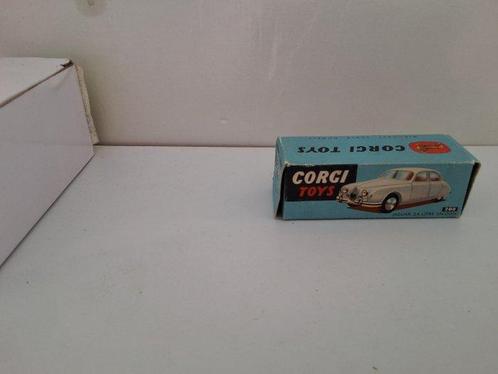 CORGI TOYS
CORGI
TOYS
208
JAGUAR 2.4 LITRE SALOON